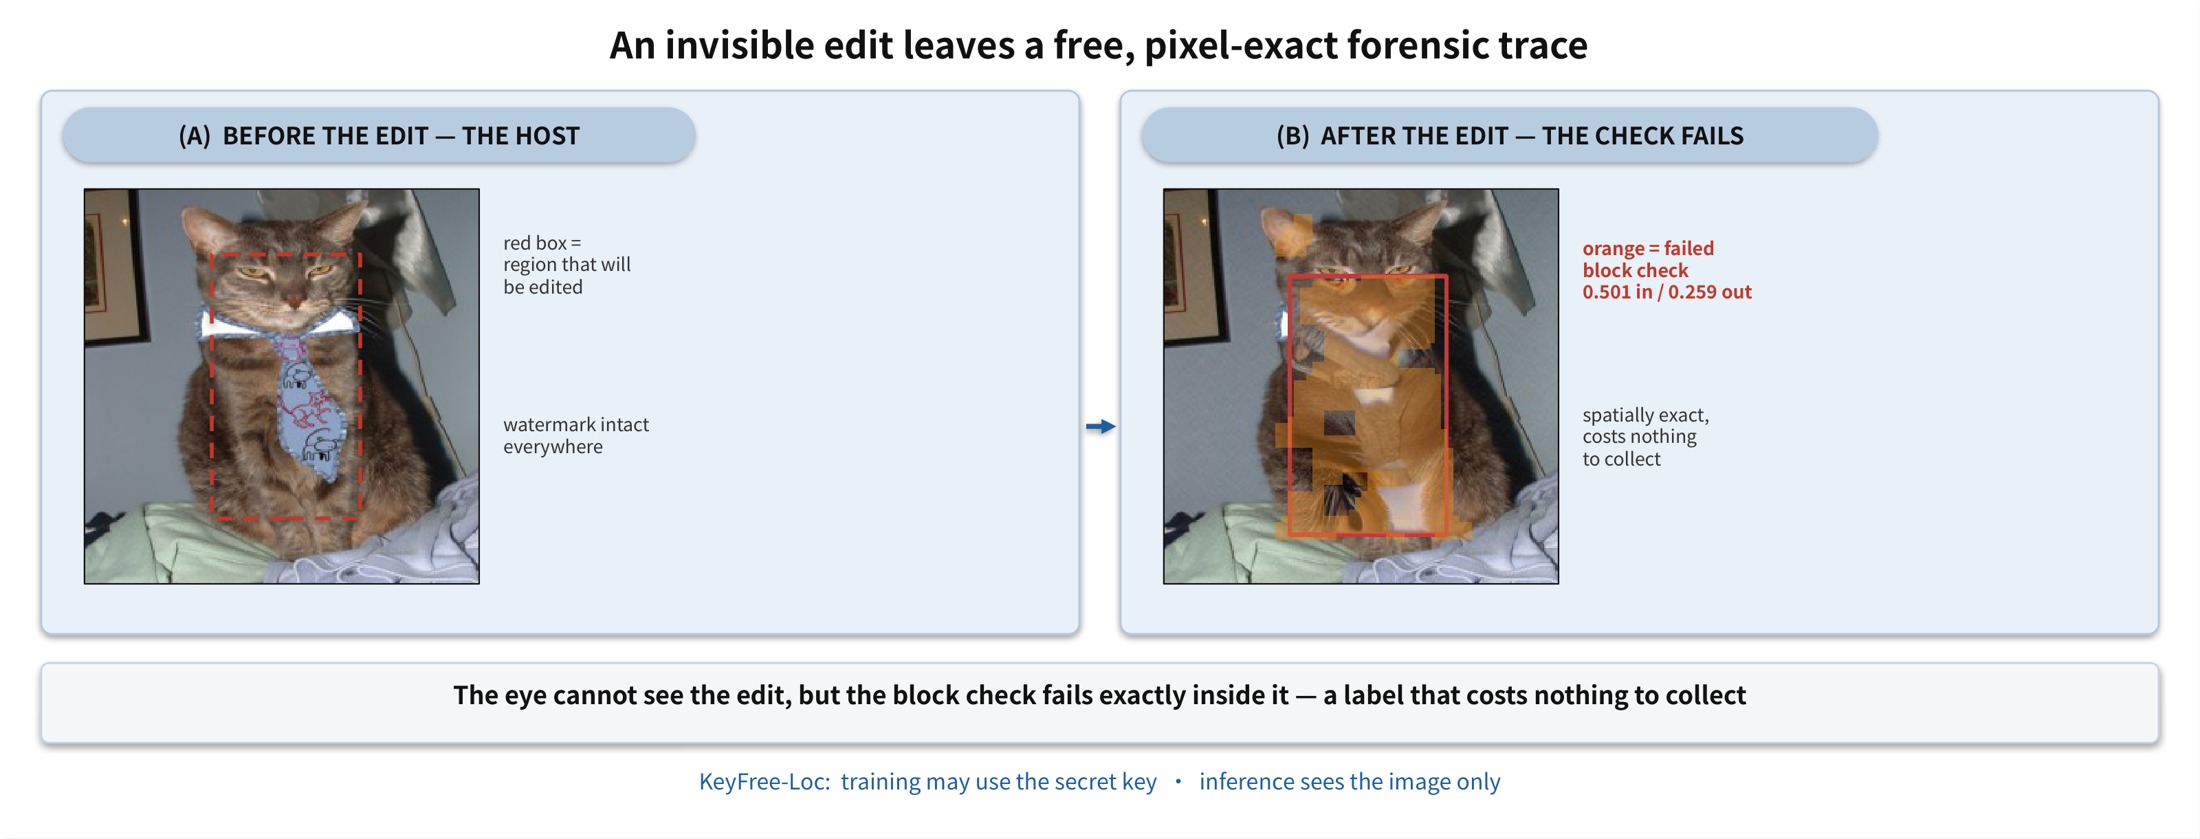 An invisible edit leaves a free, pixel-exact forensic trace
(A) BEFORE THE EDIT — THE HOST
red box =
region that will
be edited
watermark intact
everywhere
(B) AFTER THE EDIT — THE CHECK FAILS
orange = failed
block check
0.501 in / 0.259 out
spatially exact,
costs nothing
to collect
The eye cannot see the edit, but the block check fails exactly inside it — a label that costs nothing to collect
KeyFree-Loc: training may use the secret key • inference sees the image only